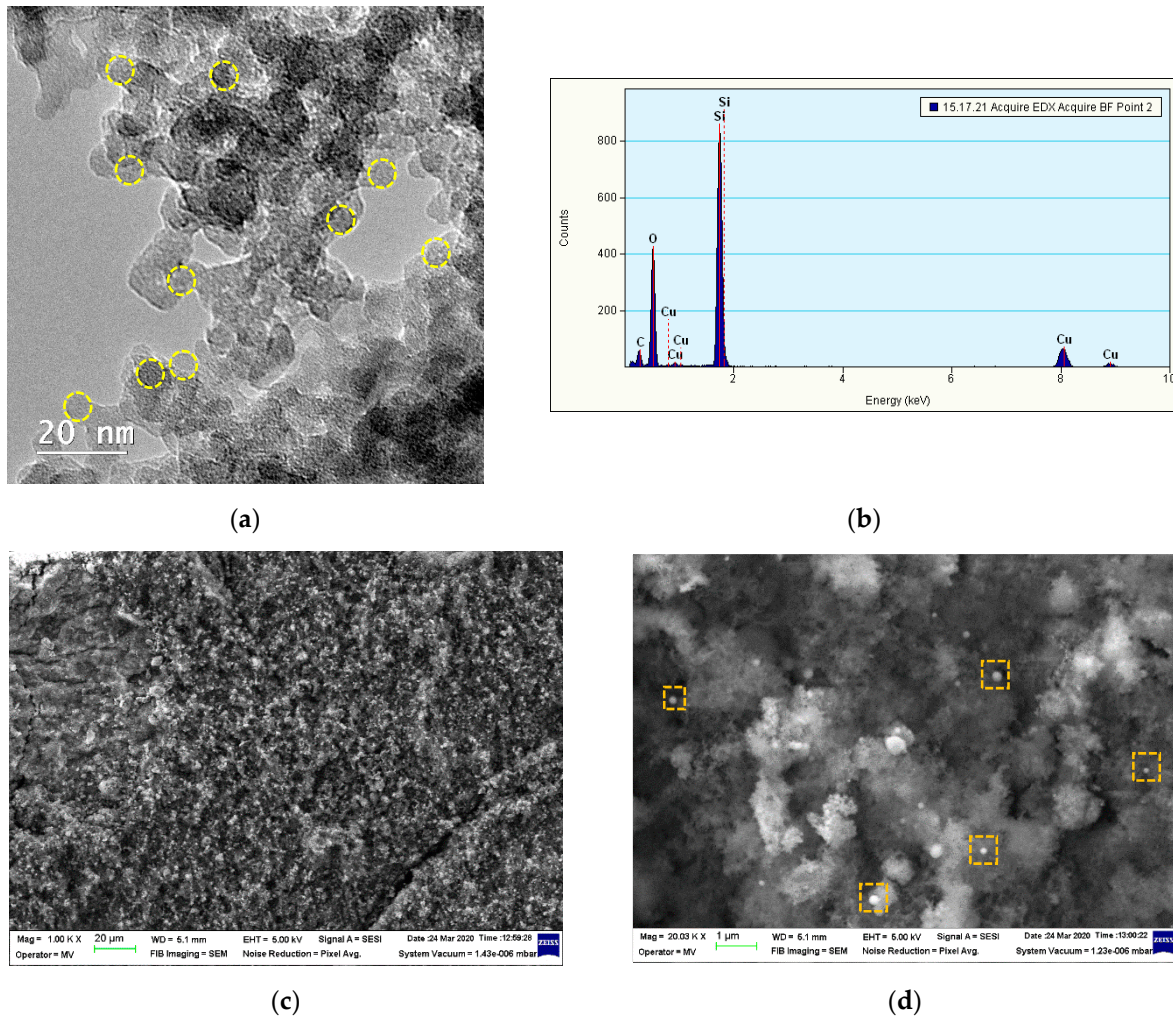 20 nm
(a)
15.17.21 Acquire EDX Acquire BF Point 2
Counts
800
600
400
200
Si
Si
O
Cu
Cu
Cu
C
Cu
Cu
2
4
6
8
10
Energy (keV)
(b)
Mag = 1.00 K X
20 µm
WD = 5.1 mm
EHT = 5.00 kV
Signal A = SESI
Date :24 Mar 2020 Time :12:59:28
Operator = MV
FIB Imaging = SEM
Noise Reduction = Pixel Avg.
System Vacuum = 1.43e-006 mbar
ZEISS
(c)
Mag = 20.03 K X
1 µm
WD = 5.1 mm
EHT = 5.00 kV
Signal A = SESI
Date :24 Mar 2020 Time :13:00:22
Operator = MV
FIB Imaging = SEM
Noise Reduction = Pixel Avg.
System Vacuum = 1.23e-006 mbar
ZEISS
(d)